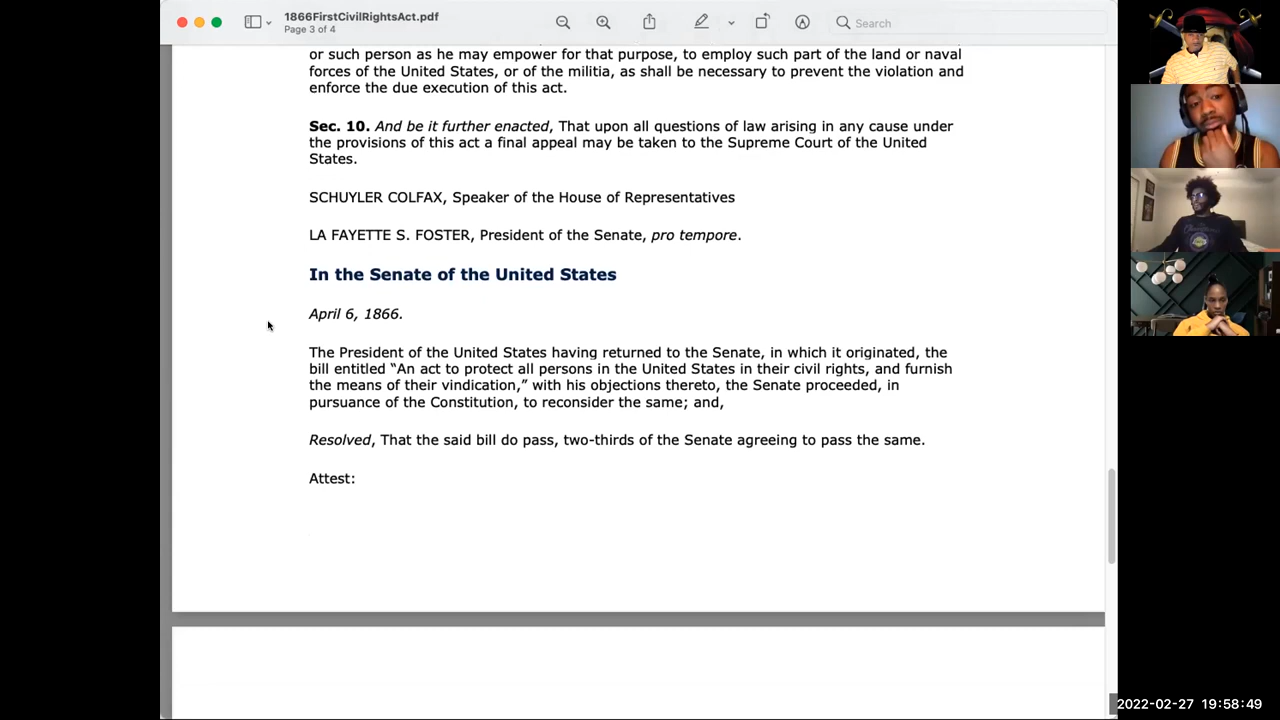 1866FirstCivilRightsAct.pdf
Page 3 of 4
Search
or such person as he may empower for that purpose, to employ such part of the land or naval
forces of the United States, or of the militia, as shall be necessary to prevent the violation and
enforce the due execution of this act.
Sec. 10. And be it further enacted, That upon all questions of law arising in any cause under
the provisions of this act a final appeal may be taken to the Supreme Court of the United
States.
SCHUYLER COLFAX, Speaker of the House of Representatives
LA FAYETTE S. FOSTER, President of the Senate, pro tempore.
In the Senate of the United States
April 6, 1866.
The President of the United States having returned to the Senate, in which it originated, the
bill entitled “An act to protect all persons in the United States in their civil rights, and furnish
the means of their vindication,” with his objections thereto, the Senate proceeded, in
pursuance of the Constitution, to reconsider the same; and,
Resolved, That the said bill do pass, two-thirds of the Senate agreeing to pass the same.
Attest:
2022-02-27 19:58:49